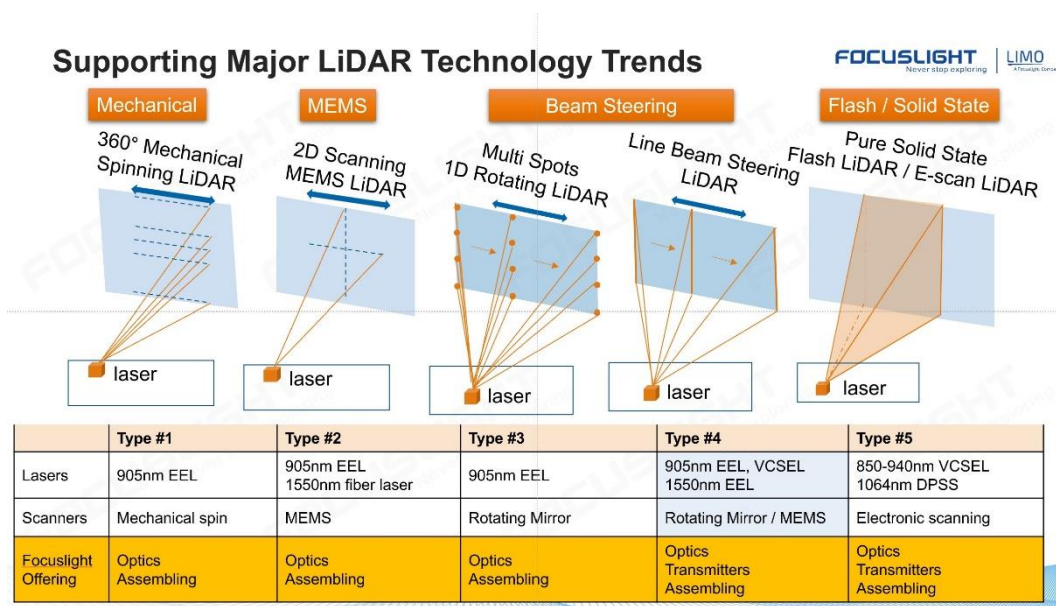 Supporting Major LiDAR Technology Trends
FOCUSLIGHT
Never stop exploring
LIMO
A Focuslight Company
Mechanical
MEMS
Beam Steering
Flash / Solid State
360° Mechanical
Spinning LiDAR
2D Scanning
MEMS LiDAR
Multi Spots
1D Rotating LiDAR
Line Beam Steering
LiDAR
Pure Solid State
Flash LiDAR / E-scan LiDAR
laser
laser
laser
laser
laser
Type #1 Type #2 Type #3 Type #4 Type #5
Lasers
905nm EEL
905nm EEL
1550nm fiber laser
905nm EEL
905nm EEL, VCSEL
1550nm EEL
850-940nm VCSEL
1064nm DPSS
Scanners Mechanical spin MEMS Rotating Mirror Rotating Mirror / MEMS Electronic scanning
Focuslight
Offering
Optics
Assembling
Optics
Assembling
Optics
Assembling
Optics
Transmitters
Assembling
Optics
Transmitters
Assembling